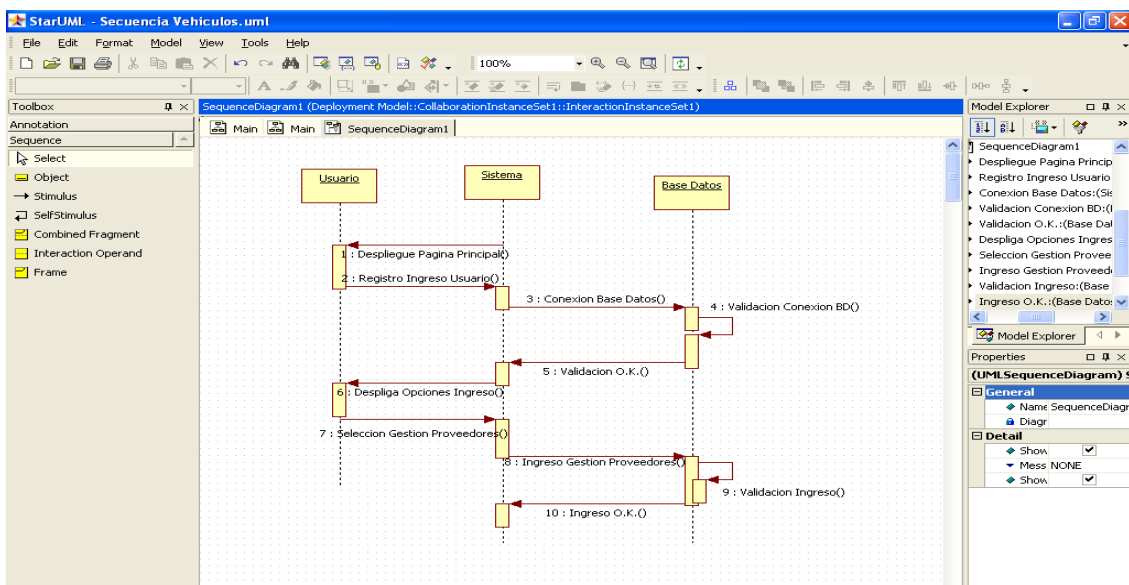 StarUML - Secuencia Vehiculos.uml
File Edit Format Model View Tools Help
100%
Toolbox
Annotation
Sequence
Select
Object
Stimulus
SelfStimulus
Combined Fragment
Interaction Operand
Frame
SequenceDiagram1 (Deployment Model::CollaborationInstanceSet1::InteractionInstanceSet1)
Main Main SequenceDiagram1
Usuario
Sistema
Base Datos
1 : Despliegue Pagina Principal()
2 : Registro Ingreso Usuario()
3 : Conexion Base Datos()
4 : Validacion Conexion BD()
5 : Validacion O.K.()
6 : Despliga Opciones Ingreso()
7 : Seleccion Gestion Proveedores()
8 : Ingreso Gestion Proveedores()
9 : Validacion Ingreso()
10 : Ingreso O.K.()
Model Explorer
SequenceDiagram1
Despliegue Pagina Princip
Registro Ingreso Usuario
Conexion Base Datos:(Sis
Validacion Conexion BD:(
Validacion O.K.:(Base Dat
Despliga Opciones Ingres
Seleccion Gestion Provee
Ingreso Gestion Proveed
Validacion Ingreso:(Base
Ingreso O.K.:(Base Dato:
Model Explorer
Properties
(UMLSequenceDiagram) S
General
Name SequenceDiagr
Diagr
Detail
Show
Mess NONE
Show